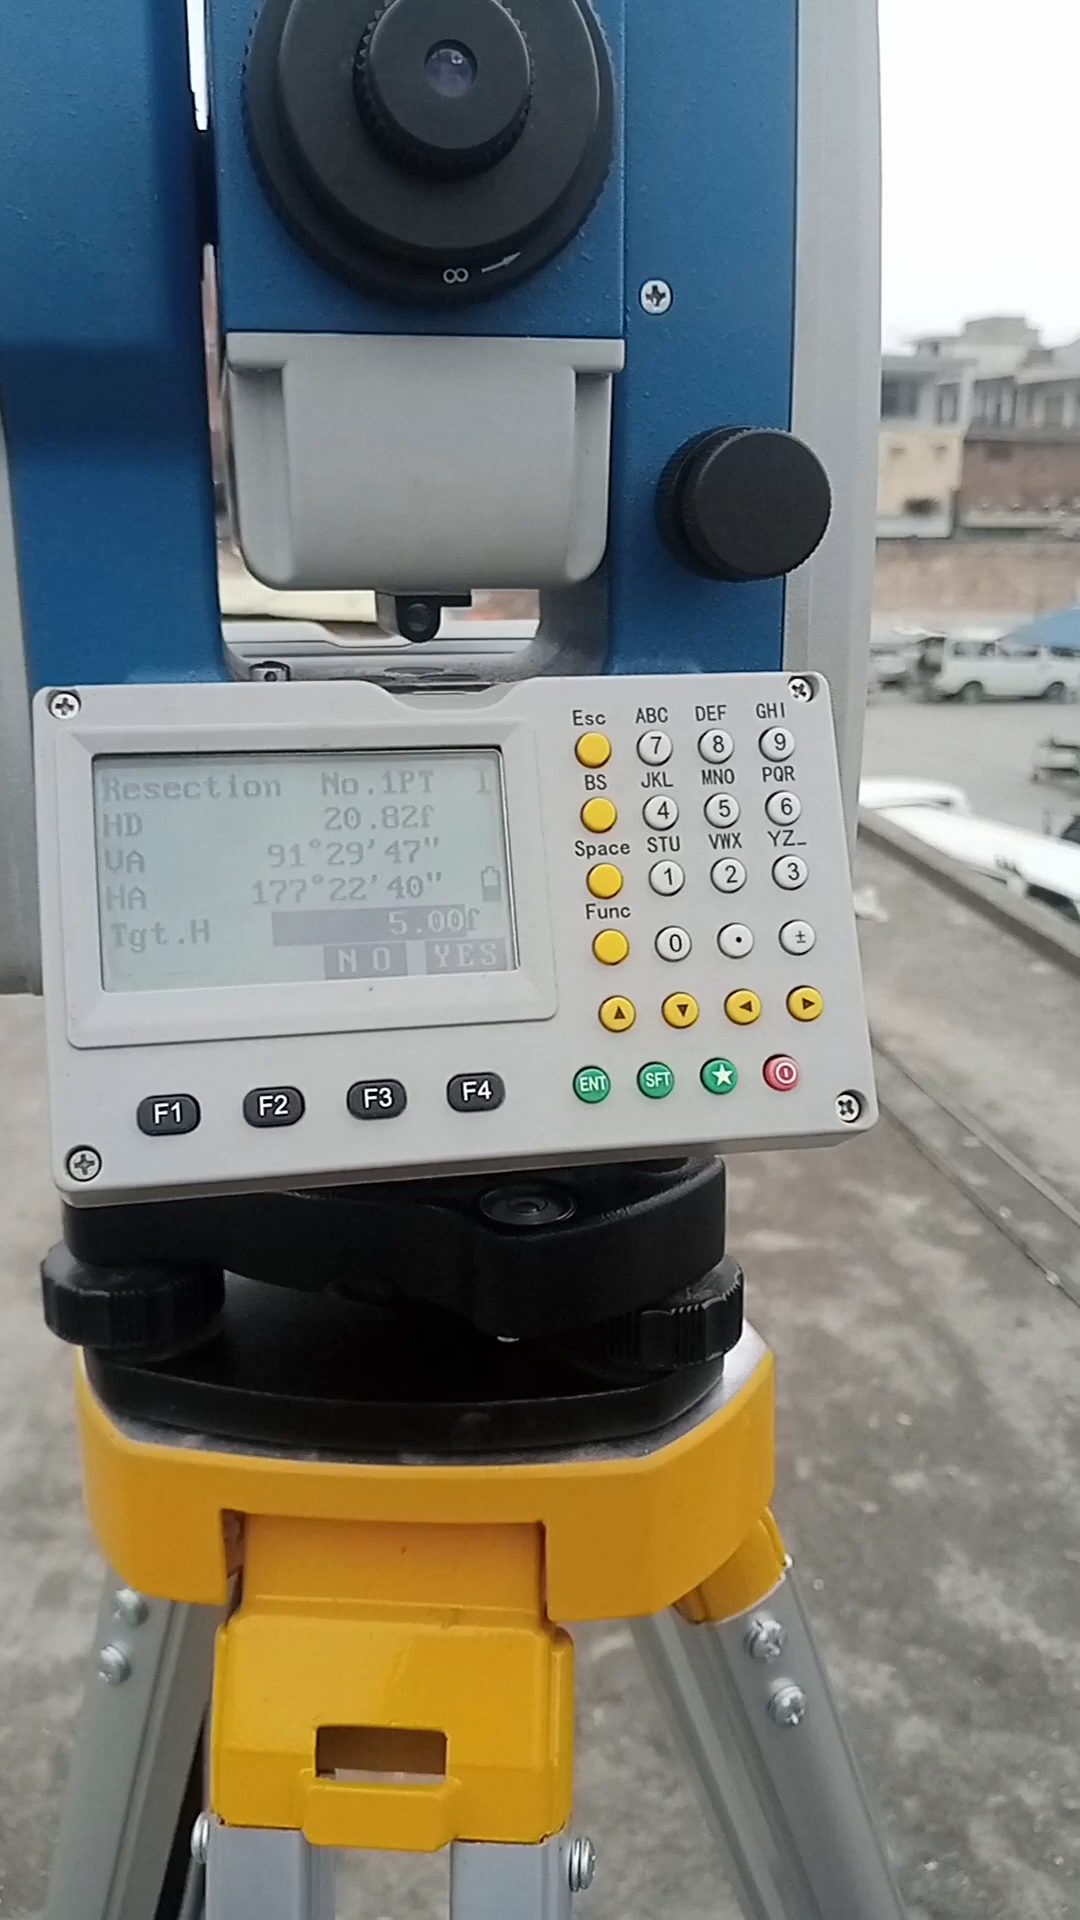 ∞
Resection No.1PT 1
HD 20.82f
VA 91°29'47"
HA 177°22'40"
Tgt.H 5.00f
NO YES
Esc ABC DEF GHI
7 8 9
BS JKL MNO PQR
4 5 6
Space STU VWX YZ_
1 2 3
Func
0 • ±
▲ ▼ ◀ ▶
F1 F2 F3 F4
ENT SFT ★